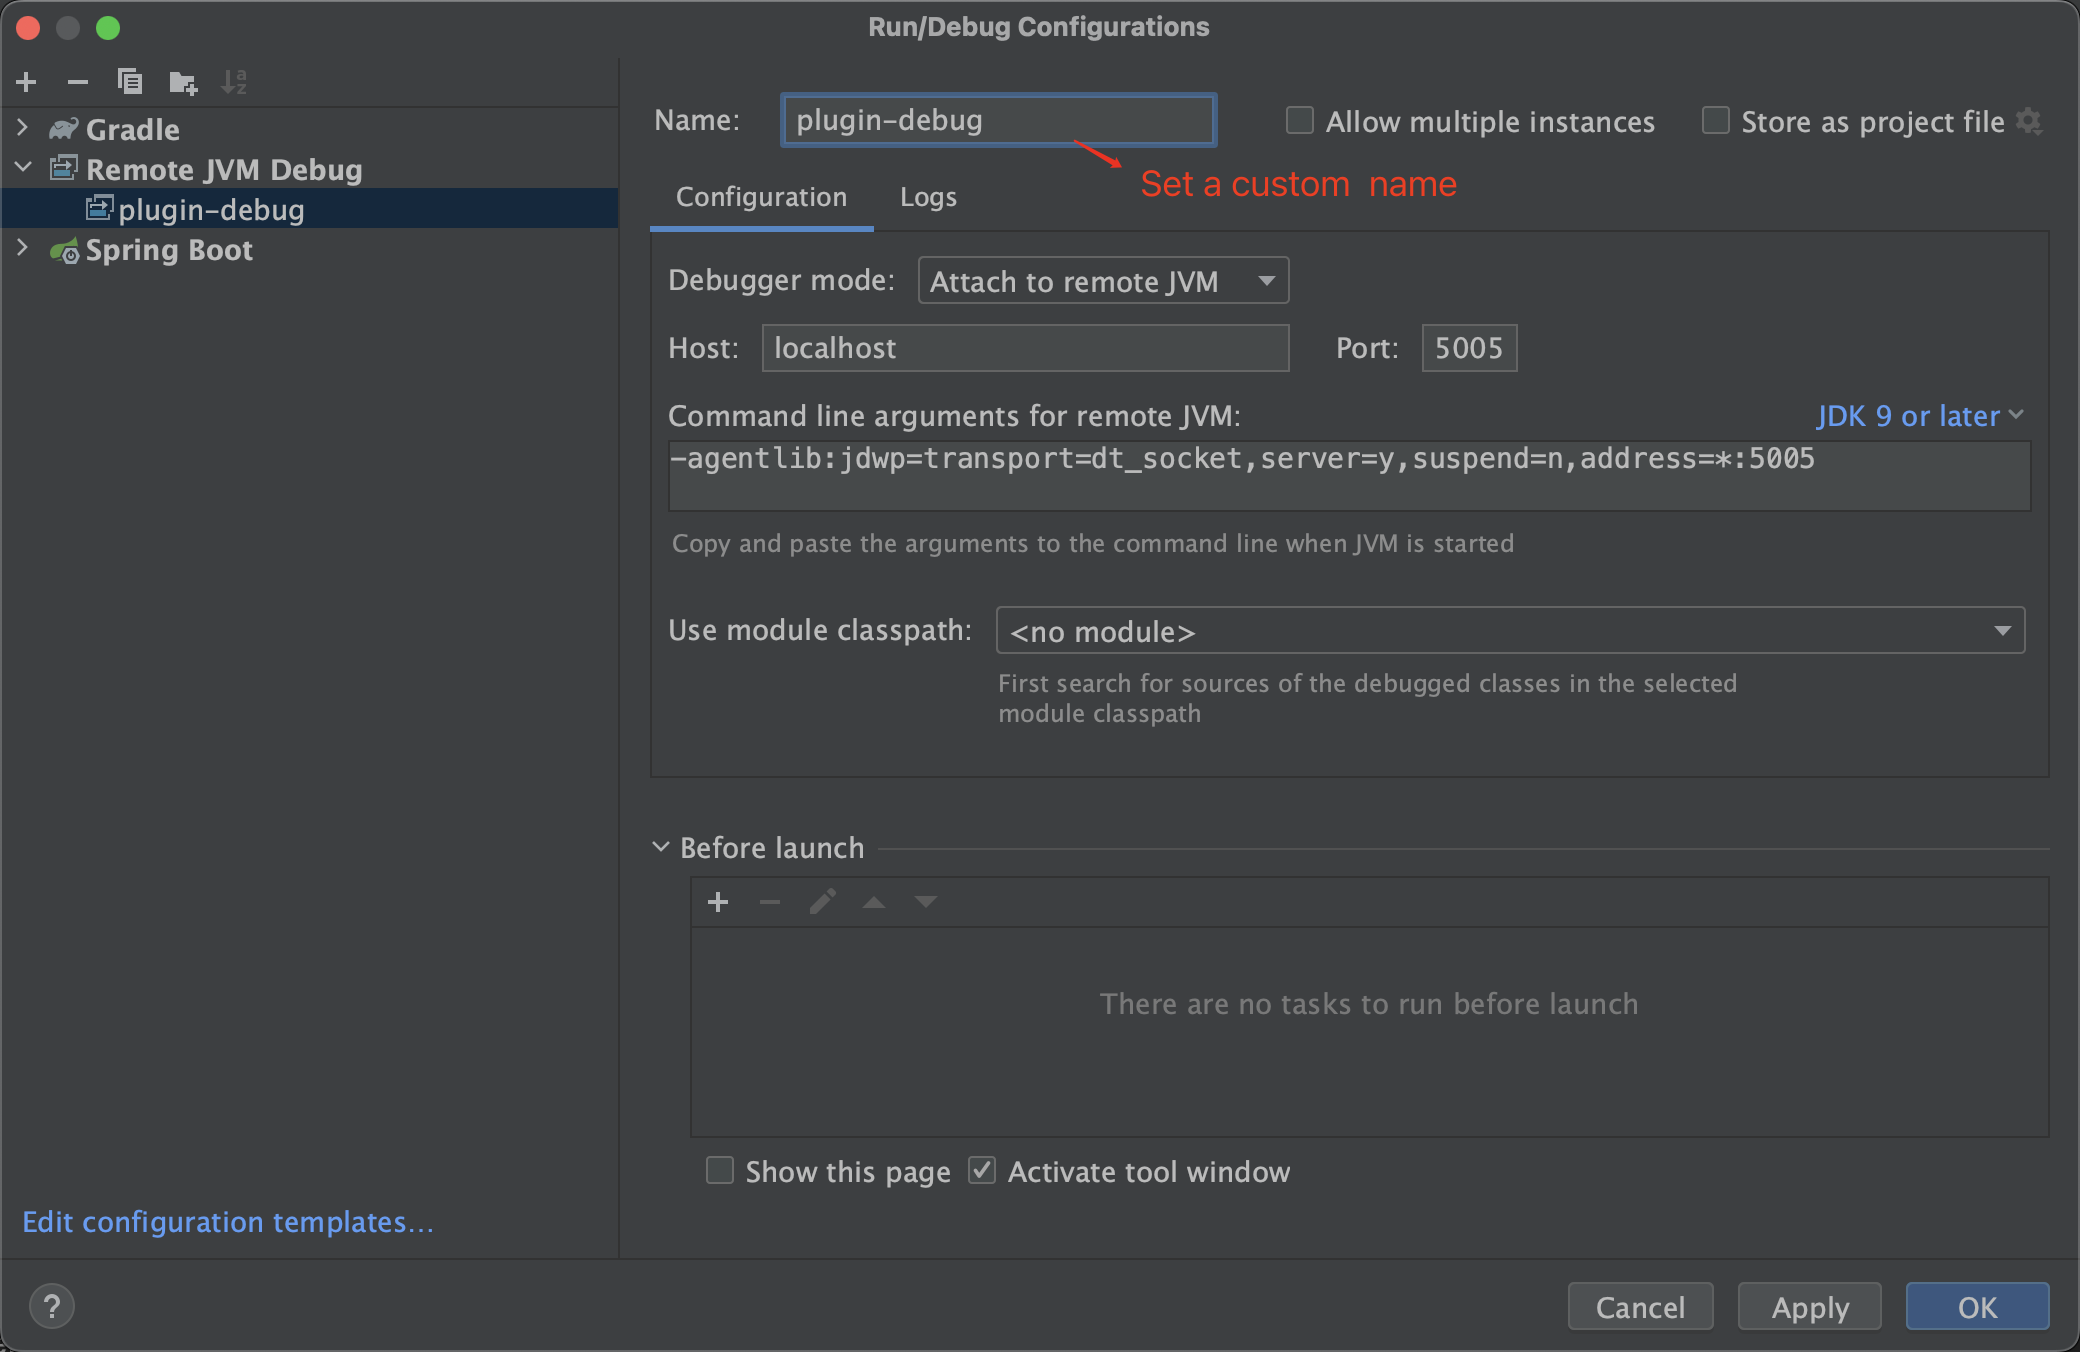 Run/Debug Configurations
Gradle
Remote JVM Debug
plugin-debug
Spring Boot
Edit configuration templates...
Name: plugin-debug
Allow multiple instances
Store as project file
Set a custom name
Configuration Logs
Debugger mode: Attach to remote JVM
Host: localhost Port: 5005
Command line arguments for remote JVM: JDK 9 or later
-agentlib:jdwp=transport=dt_socket,server=y,suspend=n,address=*:5005
Copy and paste the arguments to the command line when JVM is started
Use module classpath: <no module>
First search for sources of the debugged classes in the selected
module classpath
Before launch
There are no tasks to run before launch
Show this page Activate tool window
? Cancel Apply OK